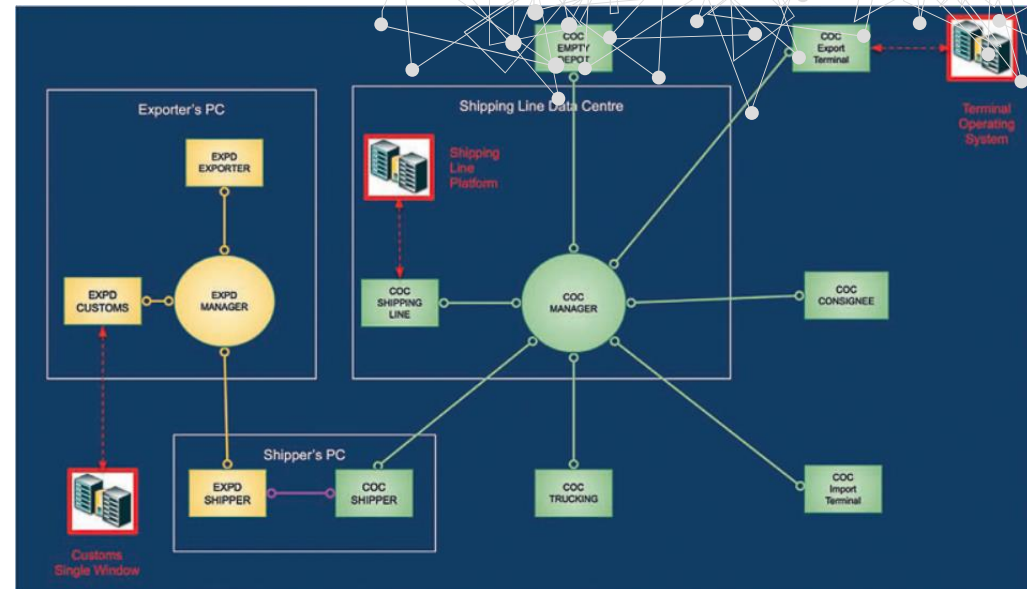 COC
EMPTY
DEPOT
COC
Export
Terminal
Terminal
Operating
System
Exporter's PC
Shipping Line Data Centre
EXPD
EXPORTER
Shipping
Line
Platform
EXPD
CUSTOMS
EXPD
MANAGER
COC
SHIPPING
LINE
COC
MANAGER
COC
CONSIGNEE
Shipper's PC
EXPD
SHIPPER
COC
SHIPPER
COC
TRUCKING
COC
Import
Terminal
Customs
Single Window